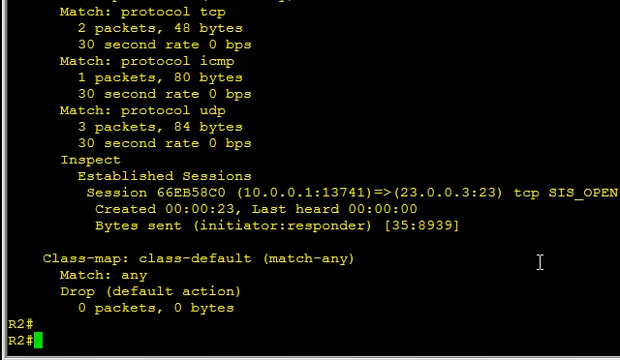 Match: protocol tcp
2 packets, 48 bytes
30 second rate 0 bps
Match: protocol icmp
1 packets, 80 bytes
30 second rate 0 bps
Match: protocol udp
3 packets, 84 bytes
30 second rate 0 bps
Inspect
Established Sessions
Session 66EB58C0 (10.0.0.1:13741)=>(23.0.0.3:23) tcp SIS_OPEN
Created 00:00:23, Last heard 00:00:00
Bytes sent (initiator:responder) [35:8939]
Class-map: class-default (match-any)
Match: any
Drop (default action)
0 packets, 0 bytes
R2#
R2#